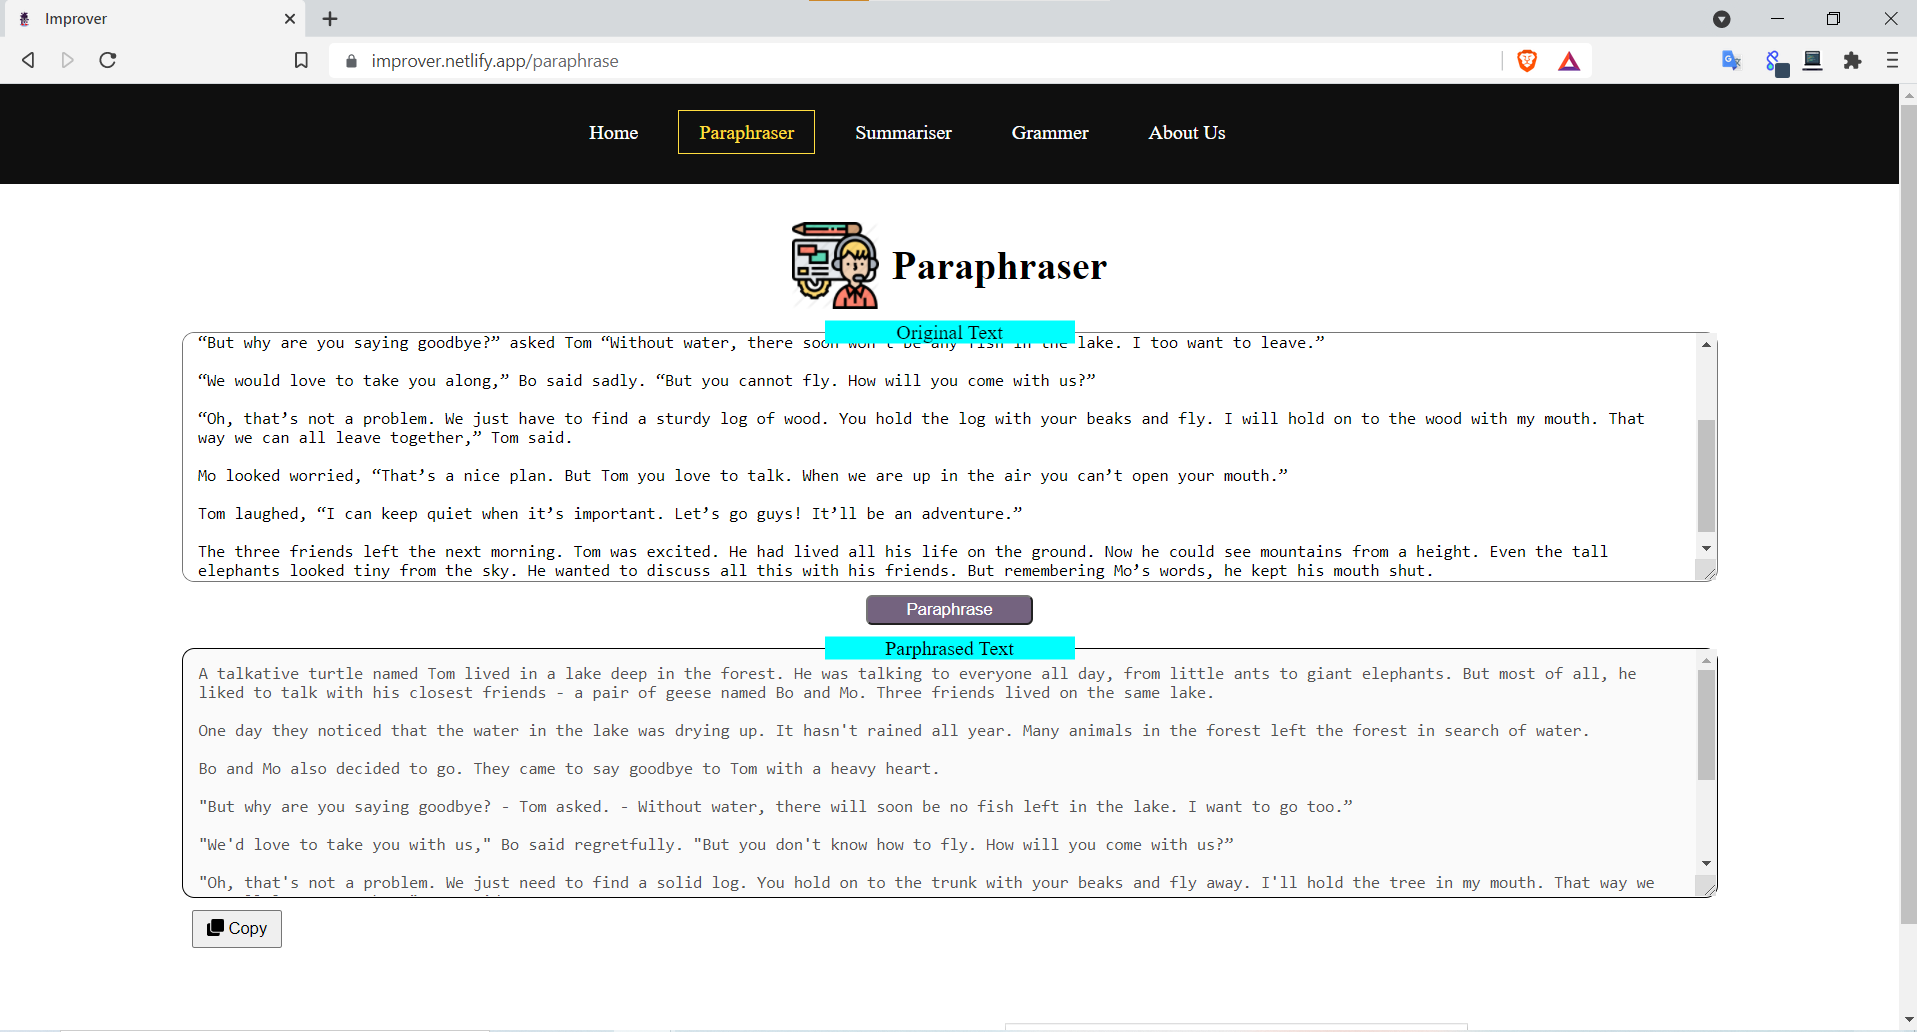 Improver
improver.netlify.app/paraphrase
Home
Paraphraser
Summariser
Grammer
About Us
Paraphraser
Original Text
“But why are you saying goodbye?” asked Tom “Without water, there soon won’t be any fish in the lake. I too want to leave.”
“We would love to take you along,” Bo said sadly. “But you cannot fly. How will you come with us?”
“Oh, that’s not a problem. We just have to find a sturdy log of wood. You hold the log with your beaks and fly. I will hold on to the wood with my mouth. That
way we can all leave together,” Tom said.
Mo looked worried, “That’s a nice plan. But Tom you love to talk. When we are up in the air you can’t open your mouth.”
Tom laughed, “I can keep quiet when it’s important. Let’s go guys! It’ll be an adventure.”
The three friends left the next morning. Tom was excited. He had lived all his life on the ground. Now he could see mountains from a height. Even the tall
elephants looked tiny from the sky. He wanted to discuss all this with his friends. But remembering Mo’s words, he kept his mouth shut.
Paraphrase
Parphrased Text
A talkative turtle named Tom lived in a lake deep in the forest. He was talking to everyone all day, from little ants to giant elephants. But most of all, he
liked to talk with his closest friends - a pair of geese named Bo and Mo. Three friends lived on the same lake.
One day they noticed that the water in the lake was drying up. It hasn't rained all year. Many animals in the forest left the forest in search of water.
Bo and Mo also decided to go. They came to say goodbye to Tom with a heavy heart.
"But why are you saying goodbye? - Tom asked. - Without water, there will soon be no fish left in the lake. I want to go too.”
"We'd love to take you with us," Bo said regretfully. "But you don't know how to fly. How will you come with us?”
"Oh, that's not a problem. We just need to find a solid log. You hold on to the trunk with your beaks and fly away. I'll hold the tree in my mouth. That way we
Copy